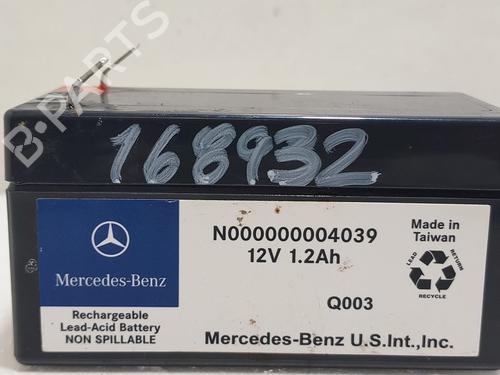 B-PARTS
168932
Mercedes-Benz
Rechargeable
Lead-Acid Battery
NON SPILLABLE
N000000004039
12V 1.2Ah
Q003
Mercedes-Benz U.S.Int.,Inc.
Made in
Taiwan
LEAD
RETURN
RECYCLE